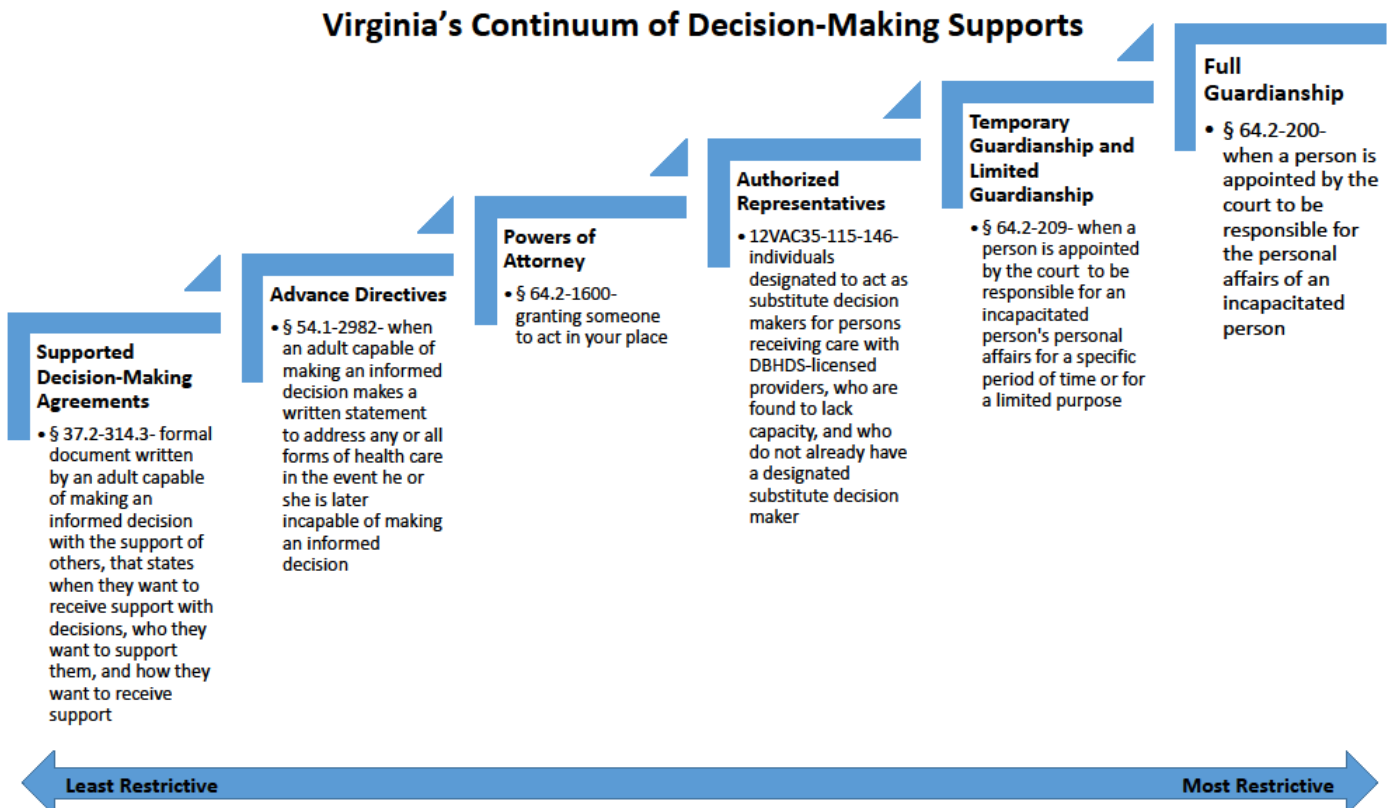 Virginia's Continuum of Decision-Making Supports
Supported
Decision-Making
Agreements
• § 37.2-314.3- formal
document written
by an adult capable
of making an
informed decision
with the support of
others, that states
when they want to
receive support with
decisions, who they
want to support
them, and how they
want to receive
support
Advance Directives
• § 54.1-2982- when
an adult capable of
making an informed
decision makes a
written statement
to address any or all
forms of health care
in the event he or
she is later
incapable of making
an informed
decision
Powers of
Attorney
• § 64.2-1600-
granting someone
to act in your place
Authorized
Representatives
• 12VAC35-115-146-
individuals
designated to act as
substitute decision
makers for persons
receiving care with
DBHDS-licensed
providers, who are
found to lack
capacity, and who
do not already have
a designated
substitute decision
maker
Temporary
Guardianship and
Limited
Guardianship
• § 64.2-209- when a
person is appointed
by the court to be
responsible for an
incapacitated
person's personal
affairs for a specific
period of time or for
a limited purpose
Full
Guardianship
• § 64.2-200-
when a person is
appointed by the
court to be
responsible for
the personal
affairs of an
incapacitated
person
Least Restrictive
Most Restrictive